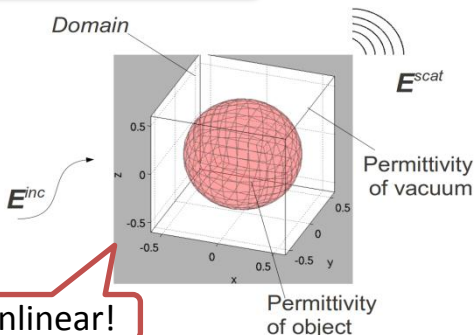 Domain
E^scat
0.5
0
-0.5
z
Permittivity
of vacuum
E^inc
0.5
0
-0.5
y
-0.5
0
0.5
x
Permittivity
of object
nlinear!